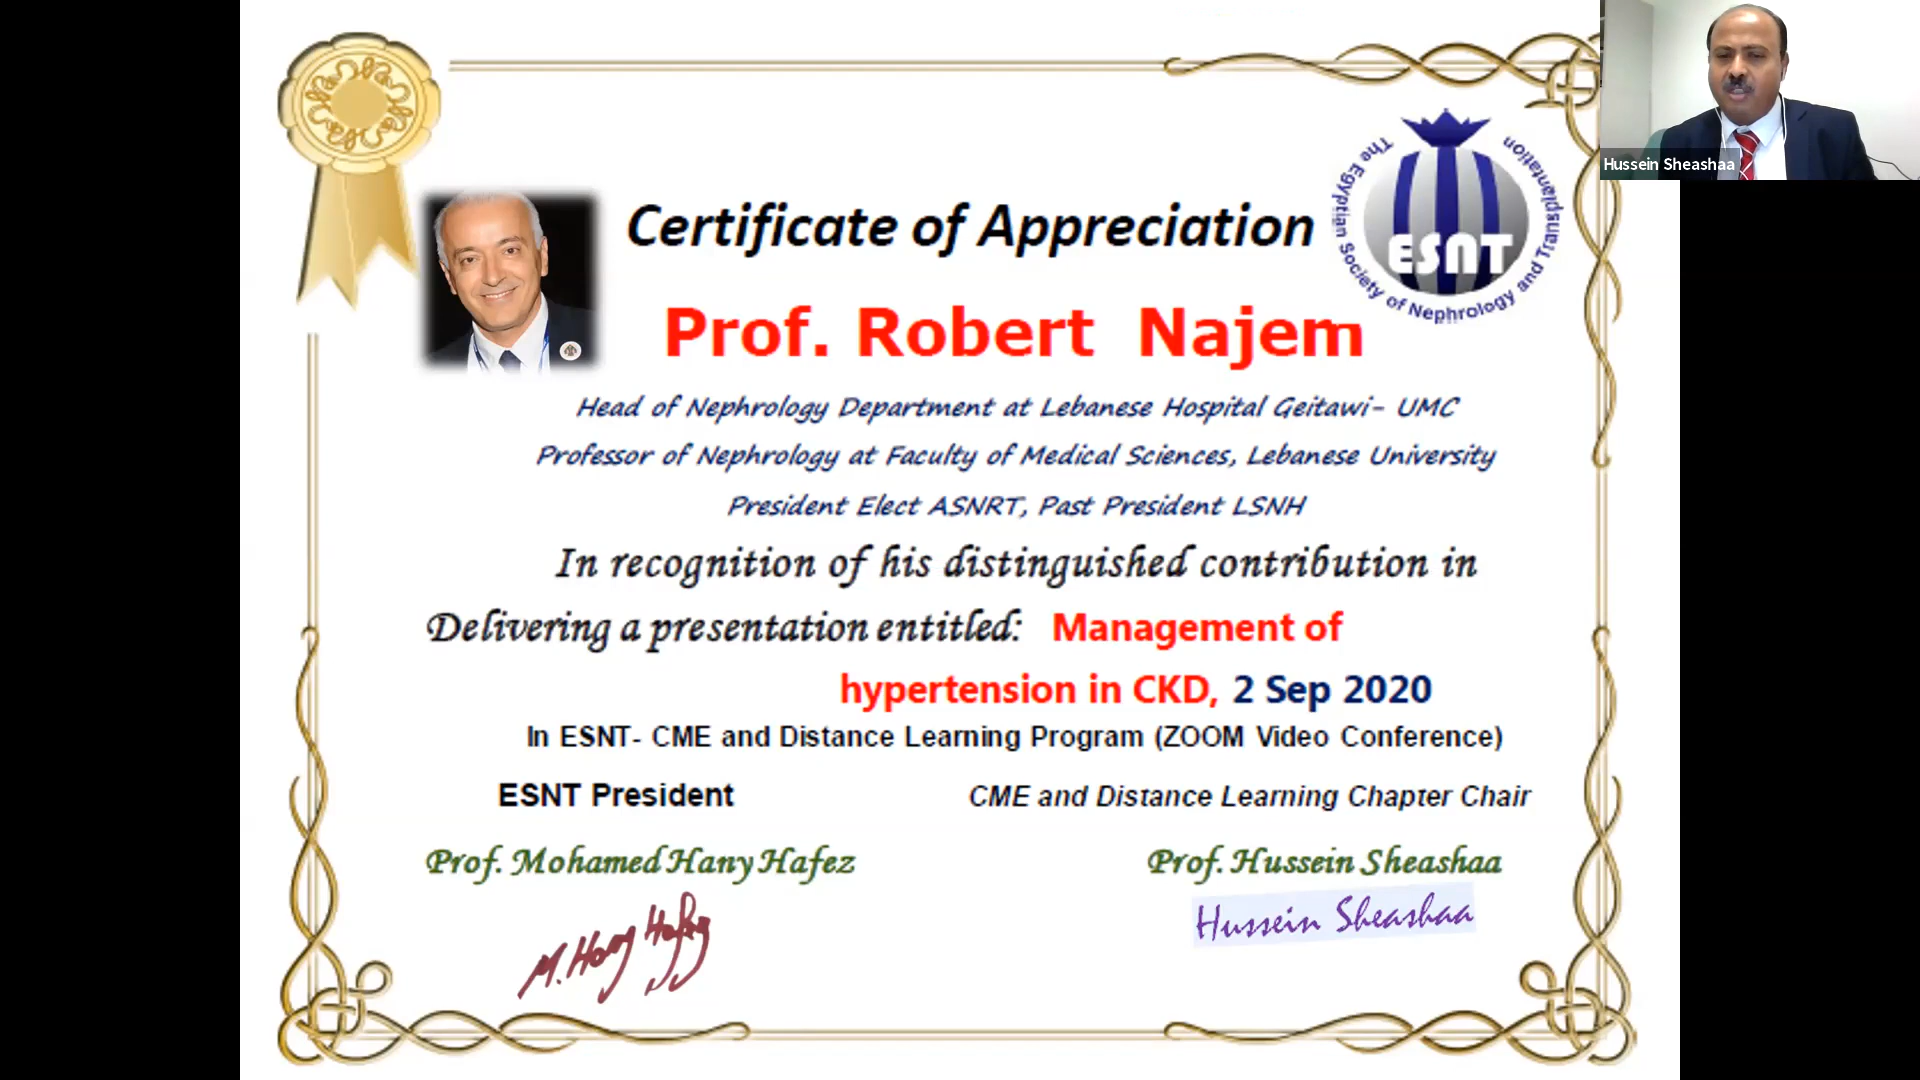 Hussein Sheashaa
The Egyptian Society of Nephrology and Transplantation
ESNT
Certificate of Appreciation
Prof. Robert Najem
Head of Nephrology Department at Lebanese Hospital Geitawi- UMC
Professor of Nephrology at Faculty of Medical Sciences, Lebanese University
President Elect ASNRT, Past President LSNH
In recognition of his distinguished contribution in
Delivering a presentation entitled: Management of
hypertension in CKD, 2 Sep 2020
In ESNT- CME and Distance Learning Program (ZOOM Video Conference)
ESNT President CME and Distance Learning Chapter Chair
Prof. Mohamed Hany Hafez Prof. Hussein Sheashaa
M. Hany Hafez Hussein Sheashaa